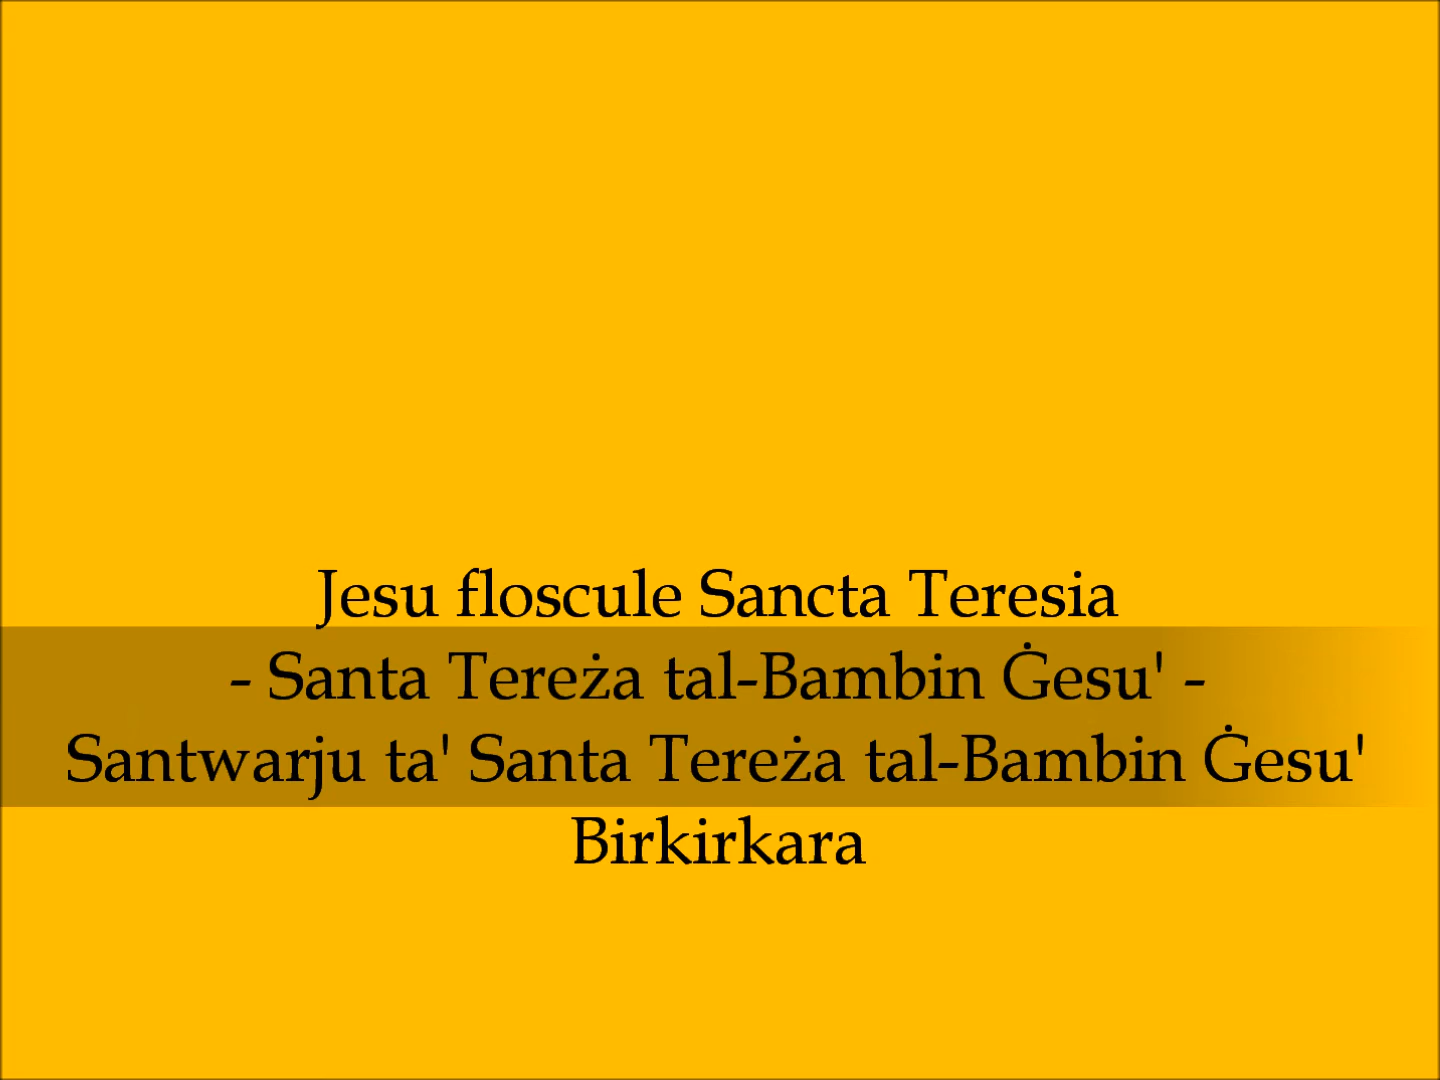 Jesu floscule Sancta Teresia
- Santa Tereża tal-Bambin Ġesu' -
Santwarju ta' Santa Tereża tal-Bambin Ġesu'
Birkirkara